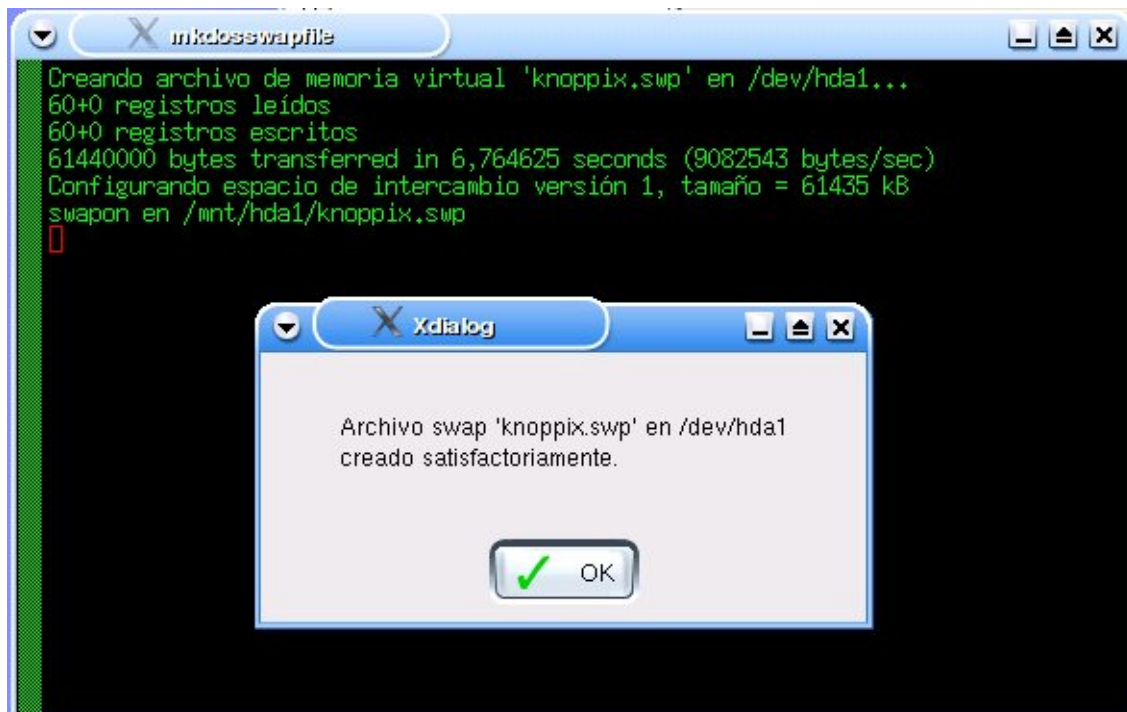 mkdosswapfile
Creando archivo de memoria virtual 'knoppix.swp' en /dev/hda1...
60+0 registros leídos
60+0 registros escritos
61440000 bytes transferred in 6,764625 seconds (9082543 bytes/sec)
Configurando espacio de intercambio versión 1, tamaño = 61435 kB
swapon en /mnt/hda1/knoppix.swp
Xdialog
Archivo swap 'knoppix.swp' en /dev/hda1
creado satisfactoriamente.
OK